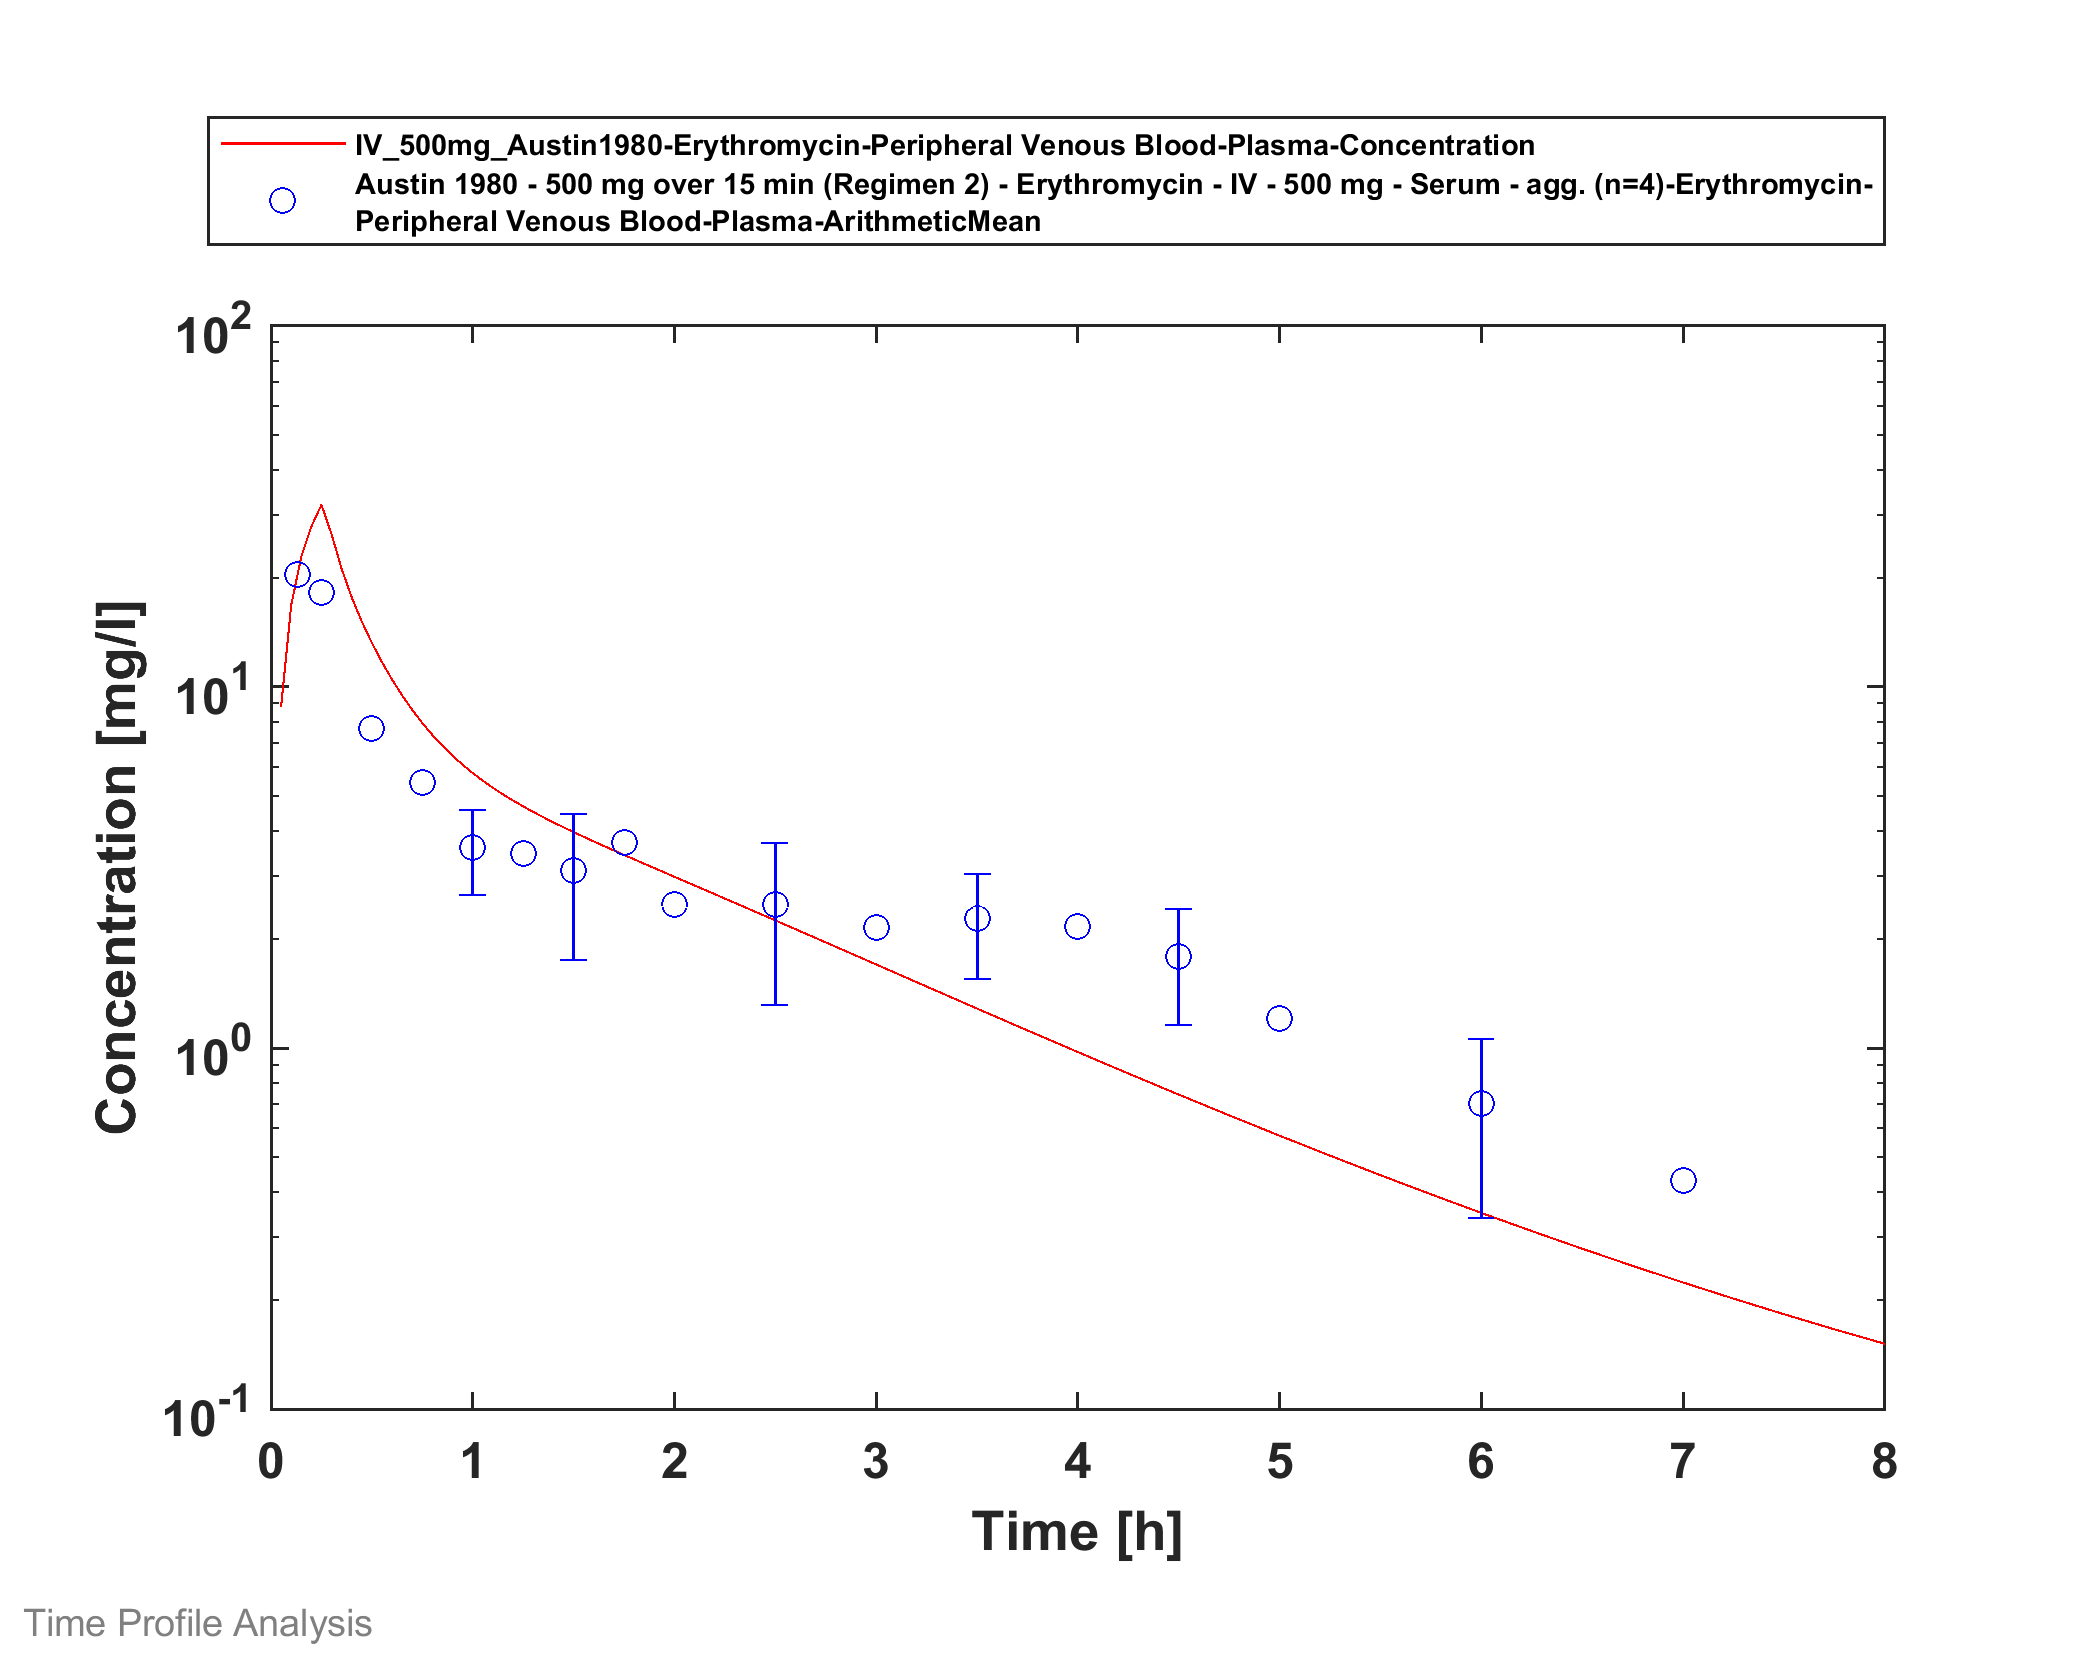 IV_500mg_Austin1980-Erythromycin-Peripheral Venous Blood-Plasma-Concentration
Austin 1980 - 500 mg over 15 min (Regimen 2) - Erythromycin - IV - 500 mg - Serum - agg. (n=4)-Erythromycin-
Peripheral Venous Blood-Plasma-ArithmeticMean
10^2
10^1
10^0
10^-1
Concentration [mg/l]
0 1 2 3 4 5 6 7 8
Time [h]
Time Profile Analysis